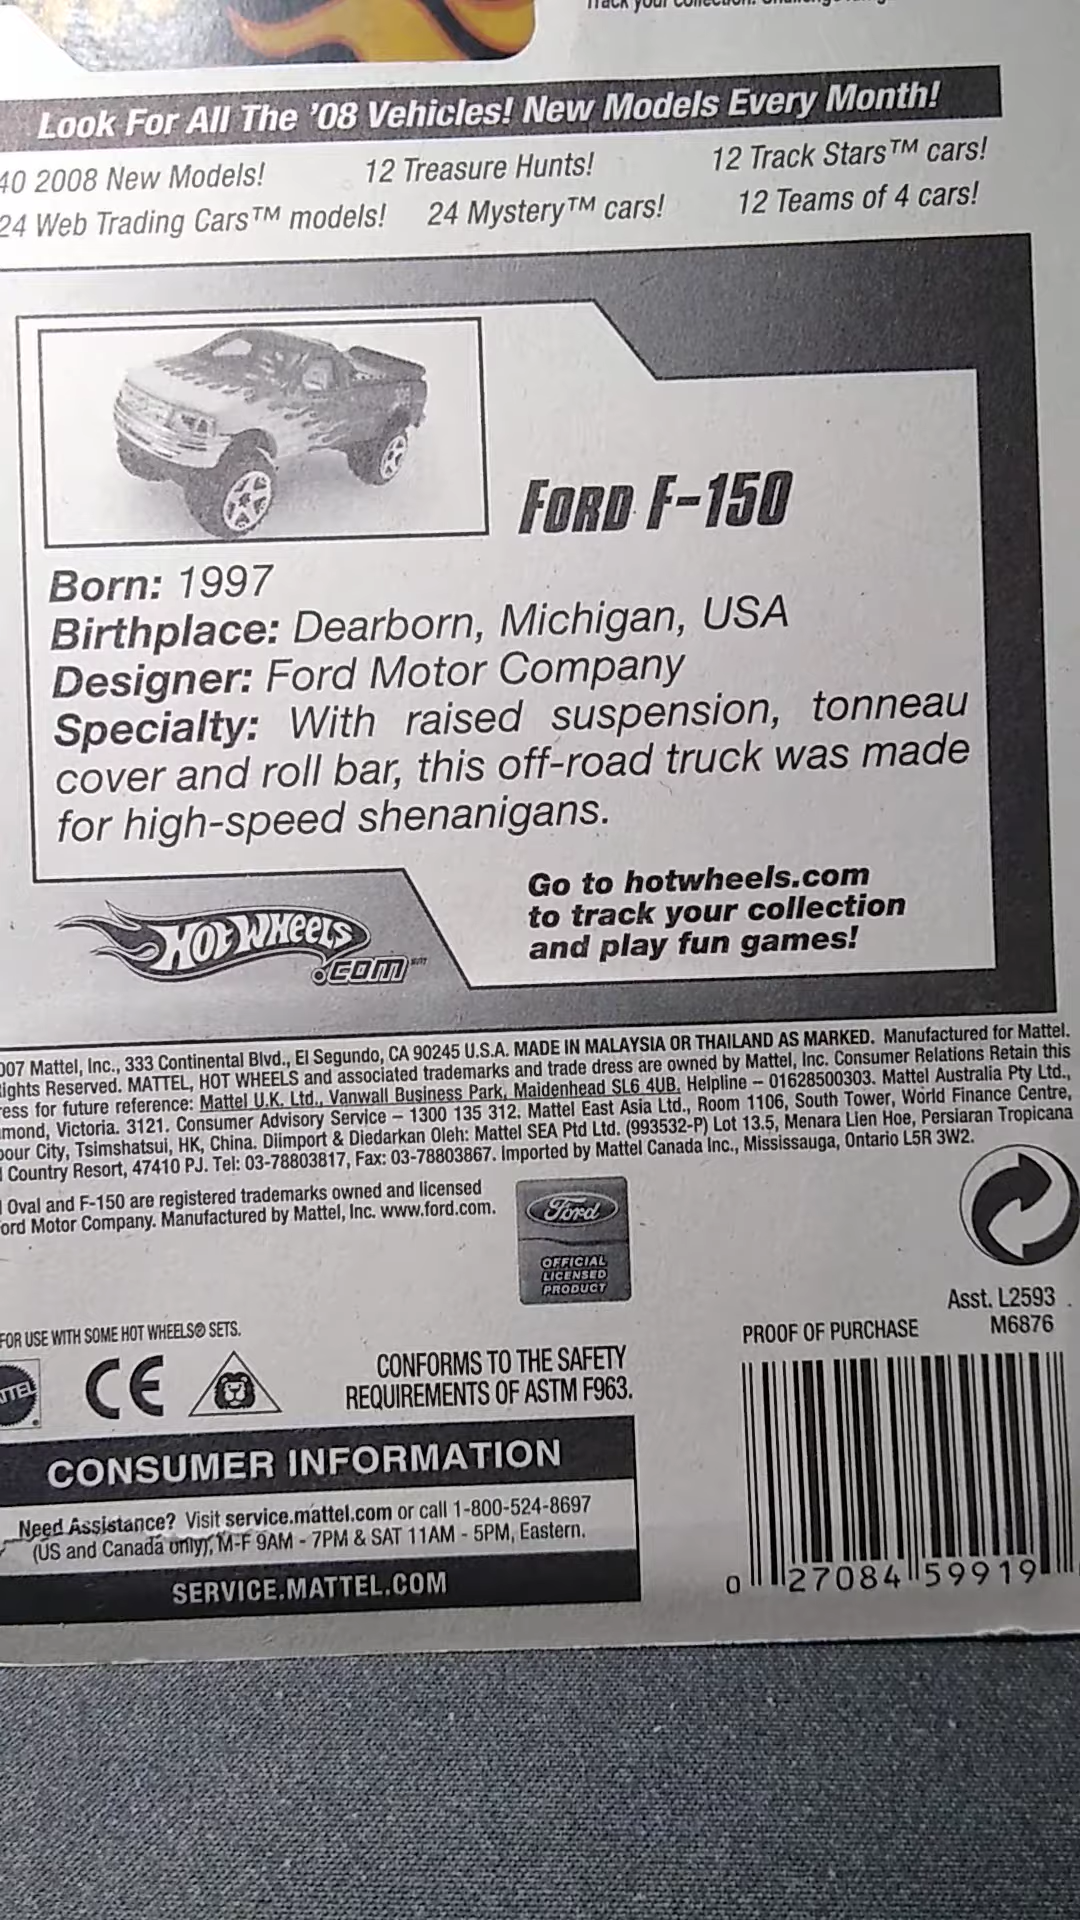 Track your collection.
Look For All The '08 Vehicles! New Models Every Month!
40 2008 New Models! 12 Treasure Hunts! 12 Track Stars™ cars!
24 Web Trading Cars™ models! 24 Mystery™ cars! 12 Teams of 4 cars!
FORD F-150
Born: 1997
Birthplace: Dearborn, Michigan, USA
Designer: Ford Motor Company
Specialty: With raised suspension, tonneau
cover and roll bar, this off-road truck was made
for high-speed shenanigans.
HOT WHEELS
.COM℠
Go to hotwheels.com
to track your collection
and play fun games!
007 Mattel, Inc., 333 Continental Blvd., El Segundo, CA 90245 U.S.A. MADE IN MALAYSIA OR THAILAND AS MARKED. Manufactured for Mattel.
ights Reserved. MATTEL, HOT WHEELS and associated trademarks and trade dress are owned by Mattel, Inc. Consumer Relations Retain this
ess for future reference: Mattel U.K. Ltd., Vanwall Business Park, Maidenhead SL6 4UB. Helpline – 01628500303. Mattel Australia Pty Ltd.,
mond, Victoria. 3121. Consumer Advisory Service – 1300 135 312. Mattel East Asia Ltd., Room 1106, South Tower, World Finance Centre,
our City, Tsimshatsui, HK, China. Diimport & Diedarkan Oleh: Mattel SEA Ptd Ltd. (993532-P) Lot 13.5, Menara Lien Hoe, Persiaran Tropicana
Country Resort, 47410 PJ. Tel: 03-78803817, Fax: 03-78803867. Imported by Mattel Canada Inc., Mississauga, Ontario L5R 3W2.
Oval and F-150 are registered trademarks owned and licensed
ord Motor Company. Manufactured by Mattel, Inc. www.ford.com.
Ford
OFFICIAL
LICENSED
PRODUCT
Asst. L2593
M6876
PROOF OF PURCHASE
FOR USE WITH SOME HOT WHEELS® SETS.
ATTEL
CE
CONFORMS TO THE SAFETY
REQUIREMENTS OF ASTM F963.
CONSUMER INFORMATION
Need Assistance? Visit service.mattel.com or call 1-800-524-8697
(US and Canada only), M-F 9AM - 7PM & SAT 11AM - 5PM, Eastern.
SERVICE.MATTEL.COM
0 27084 59919